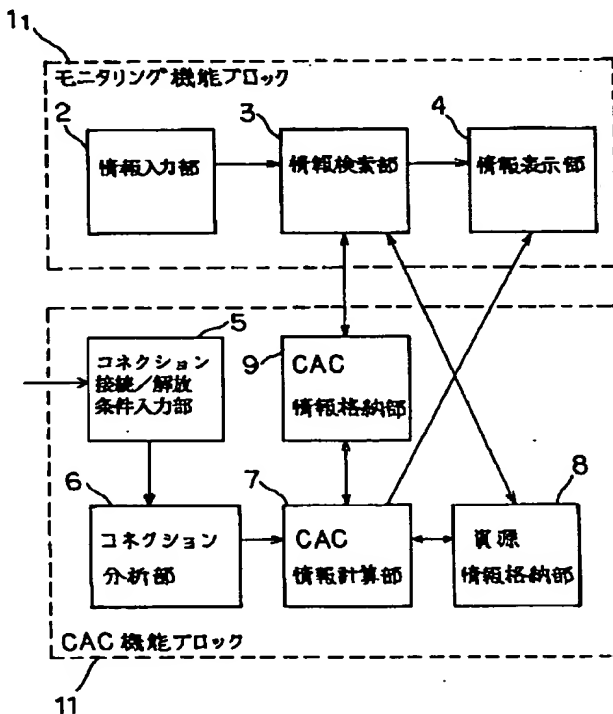 11
モニタリング機能ブロック
2
情報入力部
3
情報検索部
4
情報表示部
5
コネクション
接続/解放
条件入力部
9
CAC
情報格納部
6
コネクション
分析部
7
CAC
情報計算部
8
資源
情報格納部
CAC機能ブロック
11